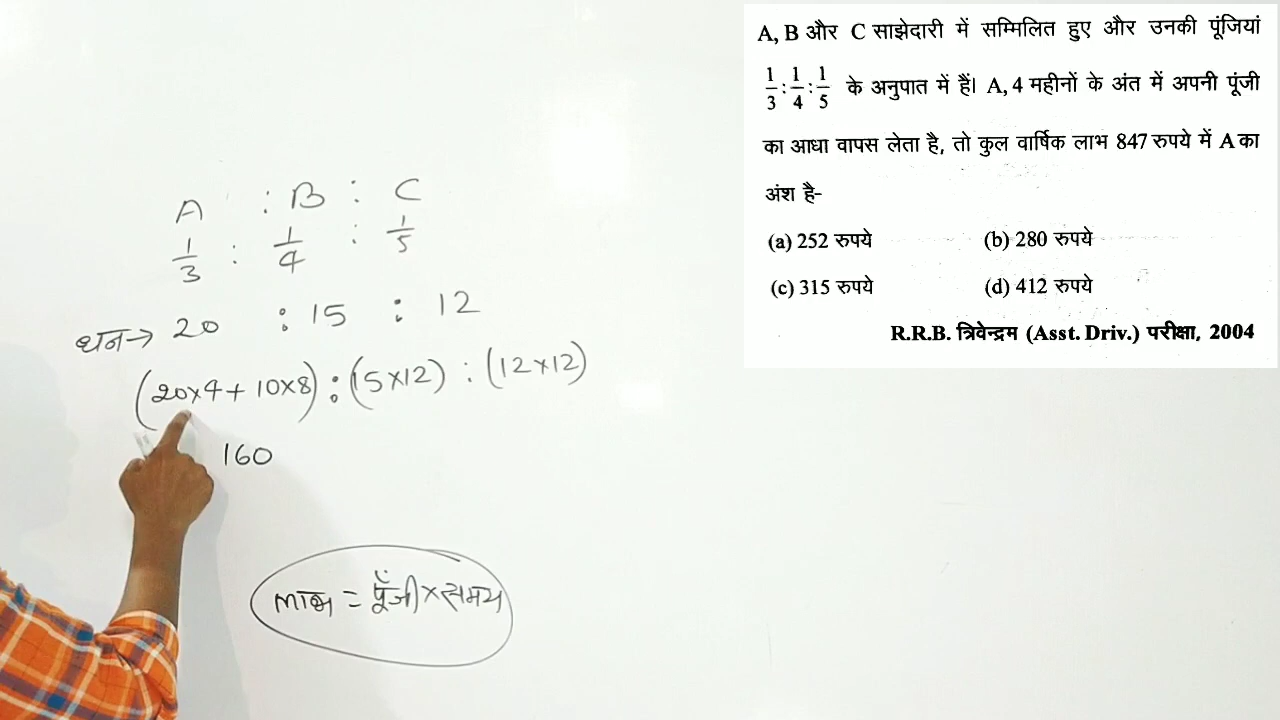 A, B और C साझेदारी में सम्मिलित हुए और उनकी पूंजियां
1/3 : 1/4 : 1/5 के अनुपात में हैं। A, 4 महीनों के अंत में अपनी पूंजी
का आधा वापस लेता है, तो कुल वार्षिक लाभ 847 रुपये में A का
अंश है-
(a) 252 रुपये (b) 280 रुपये
(c) 315 रुपये (d) 412 रुपये
R.R.B. त्रिवेन्द्रम (Asst. Driv.) परीक्षा, 2004
A : B : C
1/3 : 1/4 : 1/5
धन→ 20 : 15 : 12
(20×4+10×8) : (15×12) : (12×12)
160
लाभ = पूँजी×समय